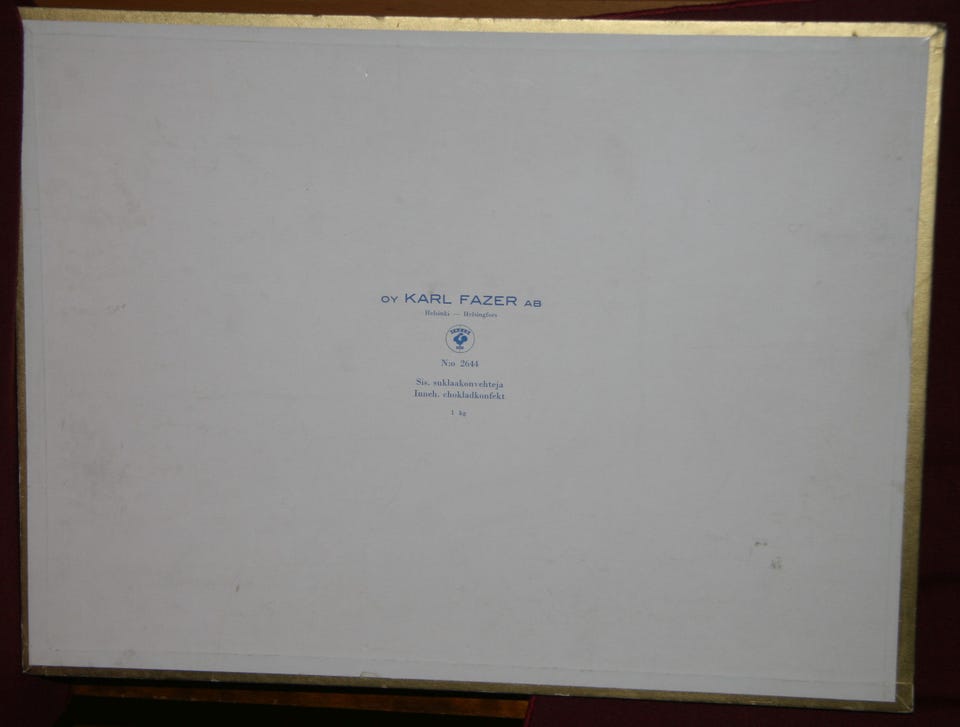 OY KARL FAZER AB
Helsinki — Helsingfors
N:o 2644
Sis. suklaakonvehteja
Inneh. chokladkonfekt
1 kg